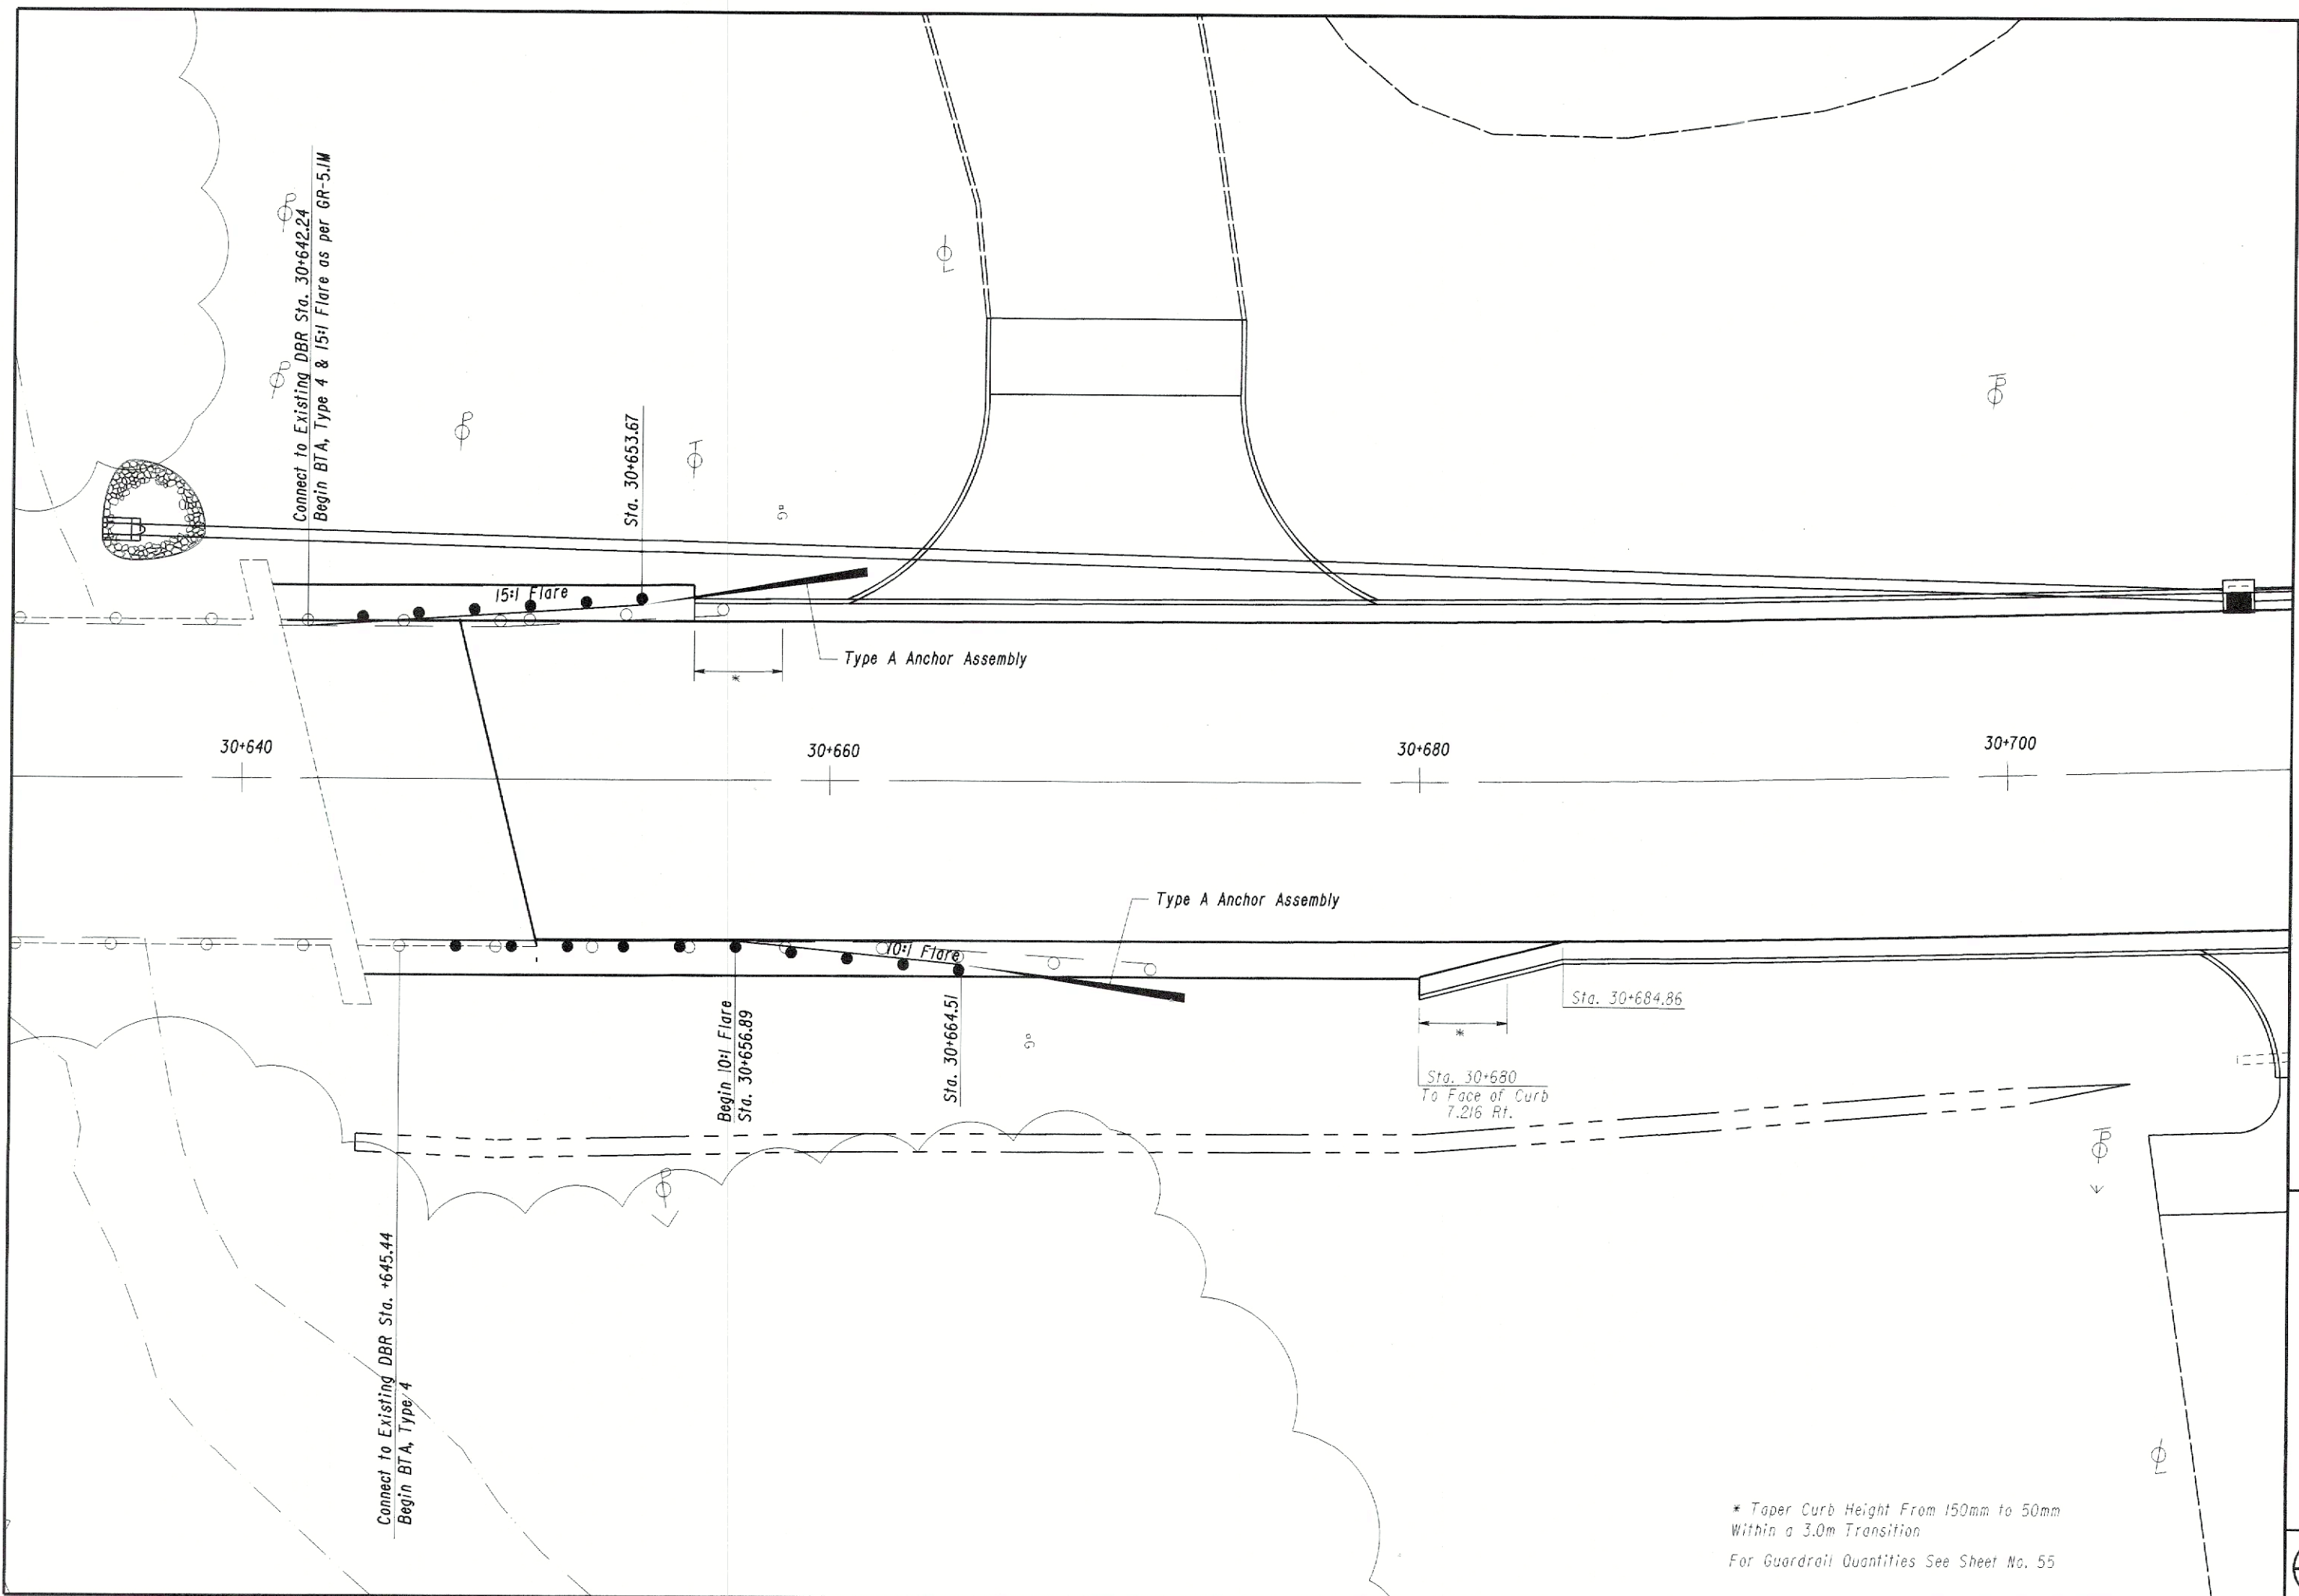 Connect to Existing DBR Sta. 30+642.24
Begin BTA, Type 4 & 15:1 Flare as per GR-5.1M
Sta. 30+653.67
P
P
P
T
L
TP
G
15:1 Flare
Type A Anchor Assembly
*
30+640
30+660
30+680
30+700
Type A Anchor Assembly
10:1 Flare
Begin 10:1 Flare
Sta. 30+656.89
Sta. 30+664.51
G
Sta. 30+684.86
*
Sta. 30+680
To Face of Curb
7.216 Rt.
P
TP
L
Connect to Existing DBR Sta. +645.44
Begin BTA, Type 4
* Taper Curb Height From 150mm to 50mm
Within a 3.0m Transition
For Guardrail Quantities See Sheet No. 55